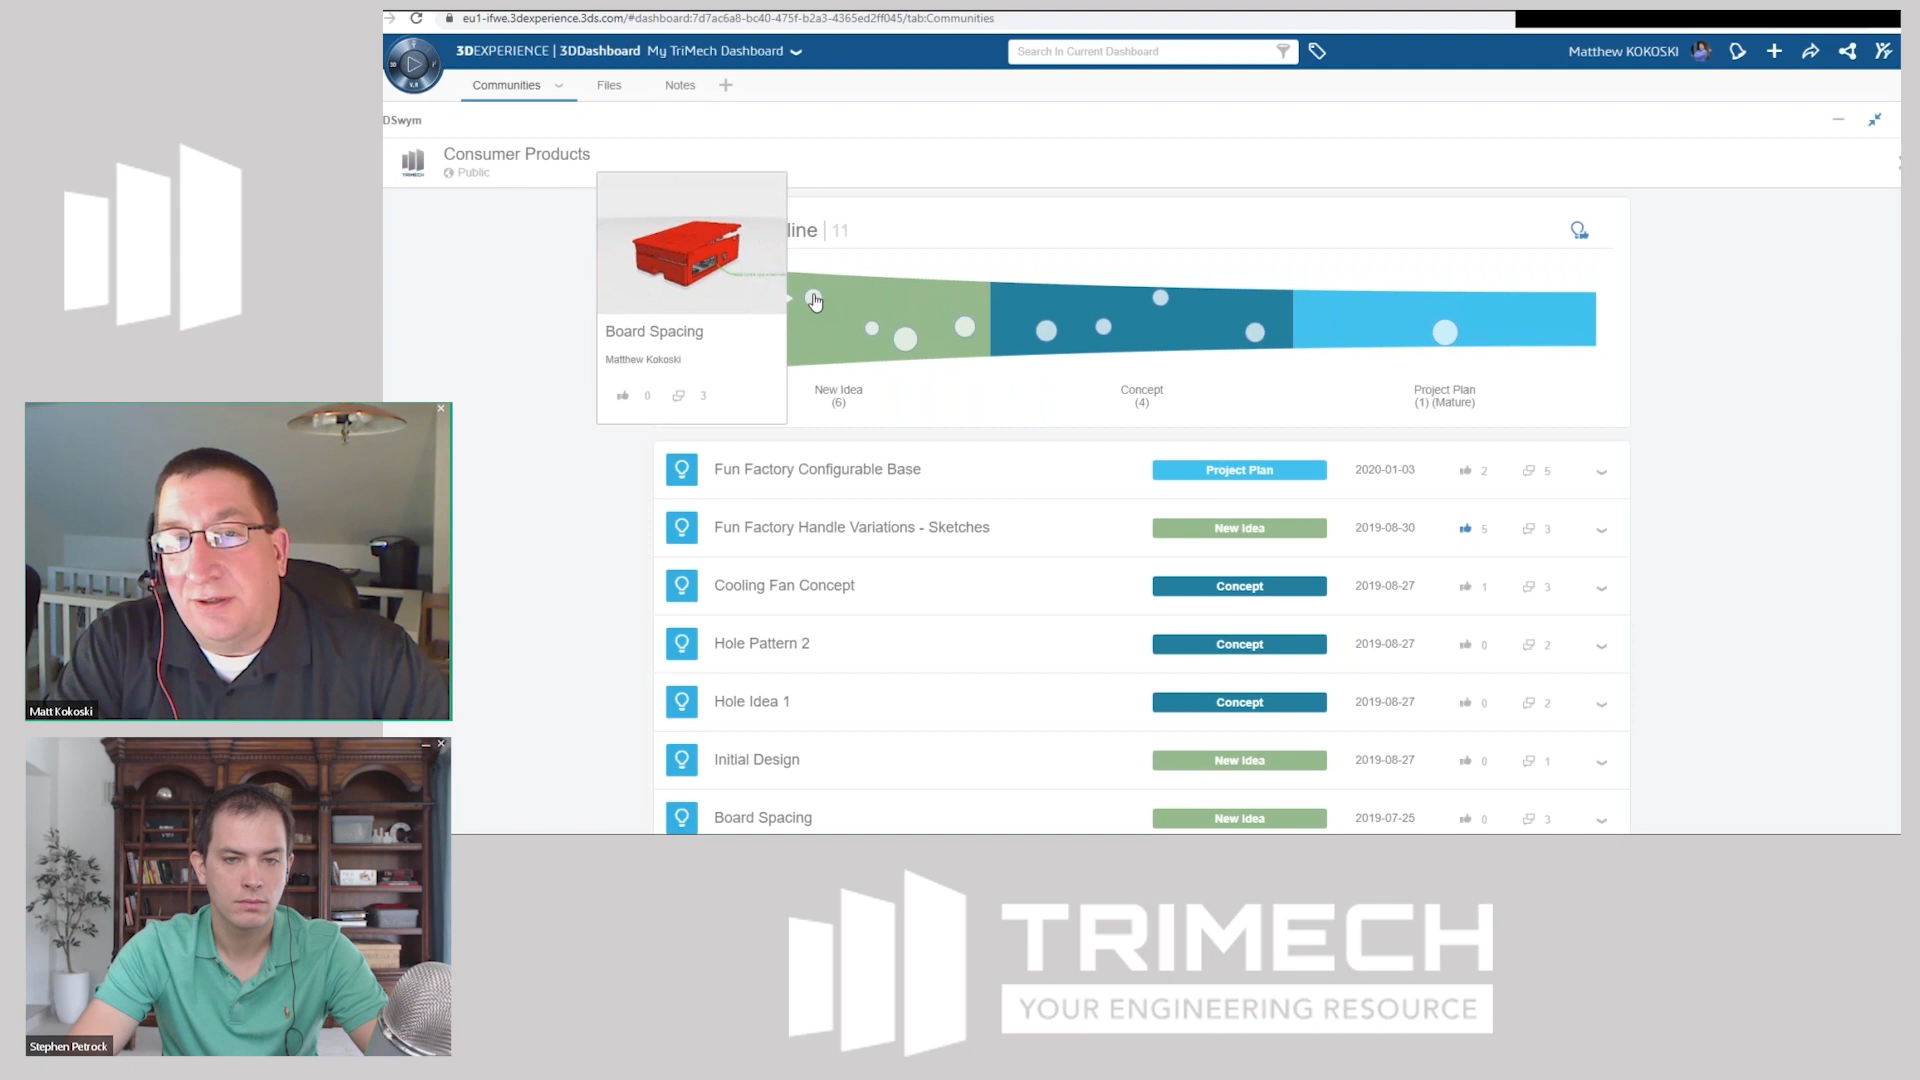 eu1-ifwe.3dexperience.3ds.com/#dashboard:7d7ac6a8-bc40-475f-b2a3-4365ed2ff045/tab:Communities
3DEXPERIENCE | 3DDashboard My TriMech Dashboard
Search In Current Dashboard
Matthew KOKOSKI
3D
V.R
Communities
Files
Notes
DSwym
TRIMECH
Consumer Products
Public
line | 11
Board Spacing
Matthew Kokoski
0 3
New Idea
(6)
Concept
(4)
Project Plan
(1) (Mature)
Fun Factory Configurable Base Project Plan 2020-01-03 2 5
Fun Factory Handle Variations - Sketches New Idea 2019-08-30 5 3
Cooling Fan Concept Concept 2019-08-27 1 3
Hole Pattern 2 Concept 2019-08-27 0 2
Hole Idea 1 Concept 2019-08-27 0 2
Initial Design New Idea 2019-08-27 0 1
Board Spacing New Idea 2019-07-25 0 3
Matt Kokoski
Stephen Petrock
TRIMECH
YOUR ENGINEERING RESOURCE